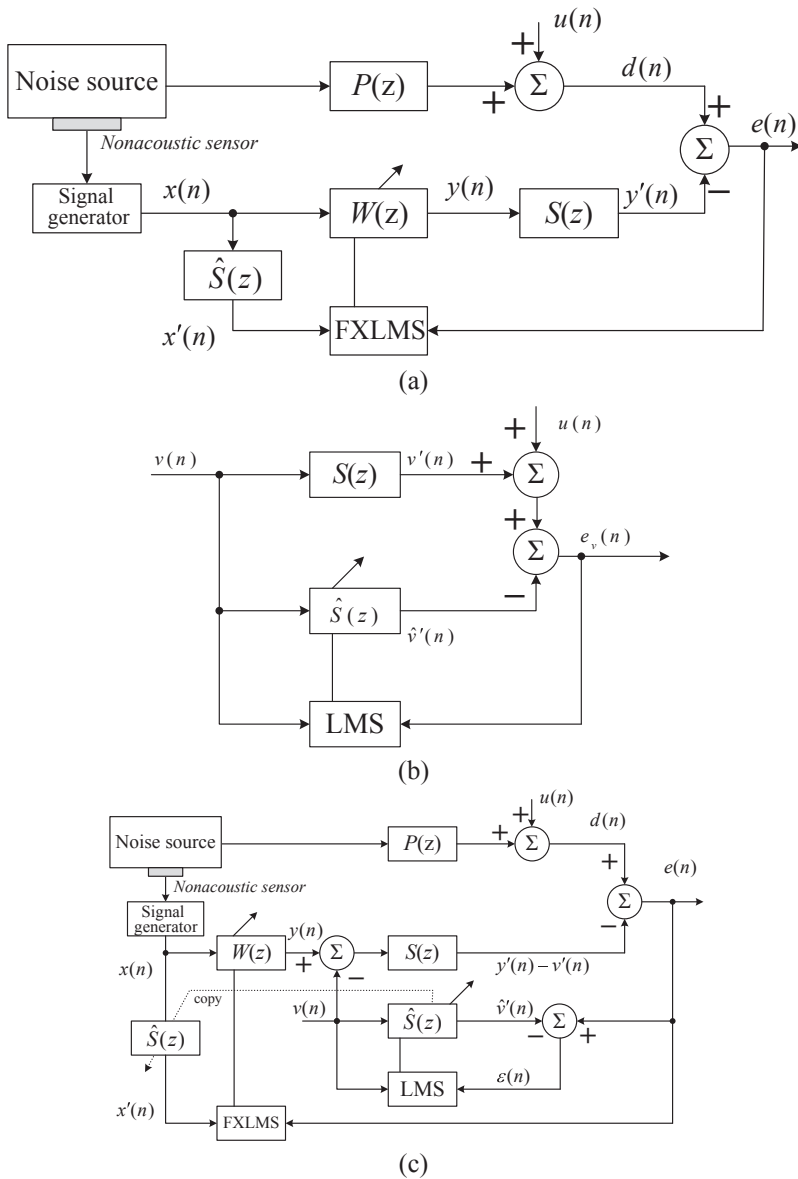 u(n)
+
Noise source
P(z)
+
Σ
d(n)
+
e(n)
Nonacoustic sensor
Σ
Signal
generator
x(n)
W(z)
y(n)
S(z)
y′(n)
−
Ŝ(z)
x′(n)
FXLMS
(a)
+
u(n)
v(n)
S(z)
v′(n)
+
Σ
+
Σ
e_v(n)
−
Ŝ(z)
v̂′(n)
LMS
(b)
u(n)
+
Noise source
P(z)
+
Σ
d(n)
+
e(n)
Nonacoustic sensor
Σ
Signal
generator
−
y(n)
x(n)
W(z)
+
Σ
S(z)
y′(n) − v′(n)
−
copy
v(n)
Ŝ(z)
v̂′(n)
Σ
−
+
Ŝ(z)
LMS
ε(n)
x′(n)
FXLMS
(c)